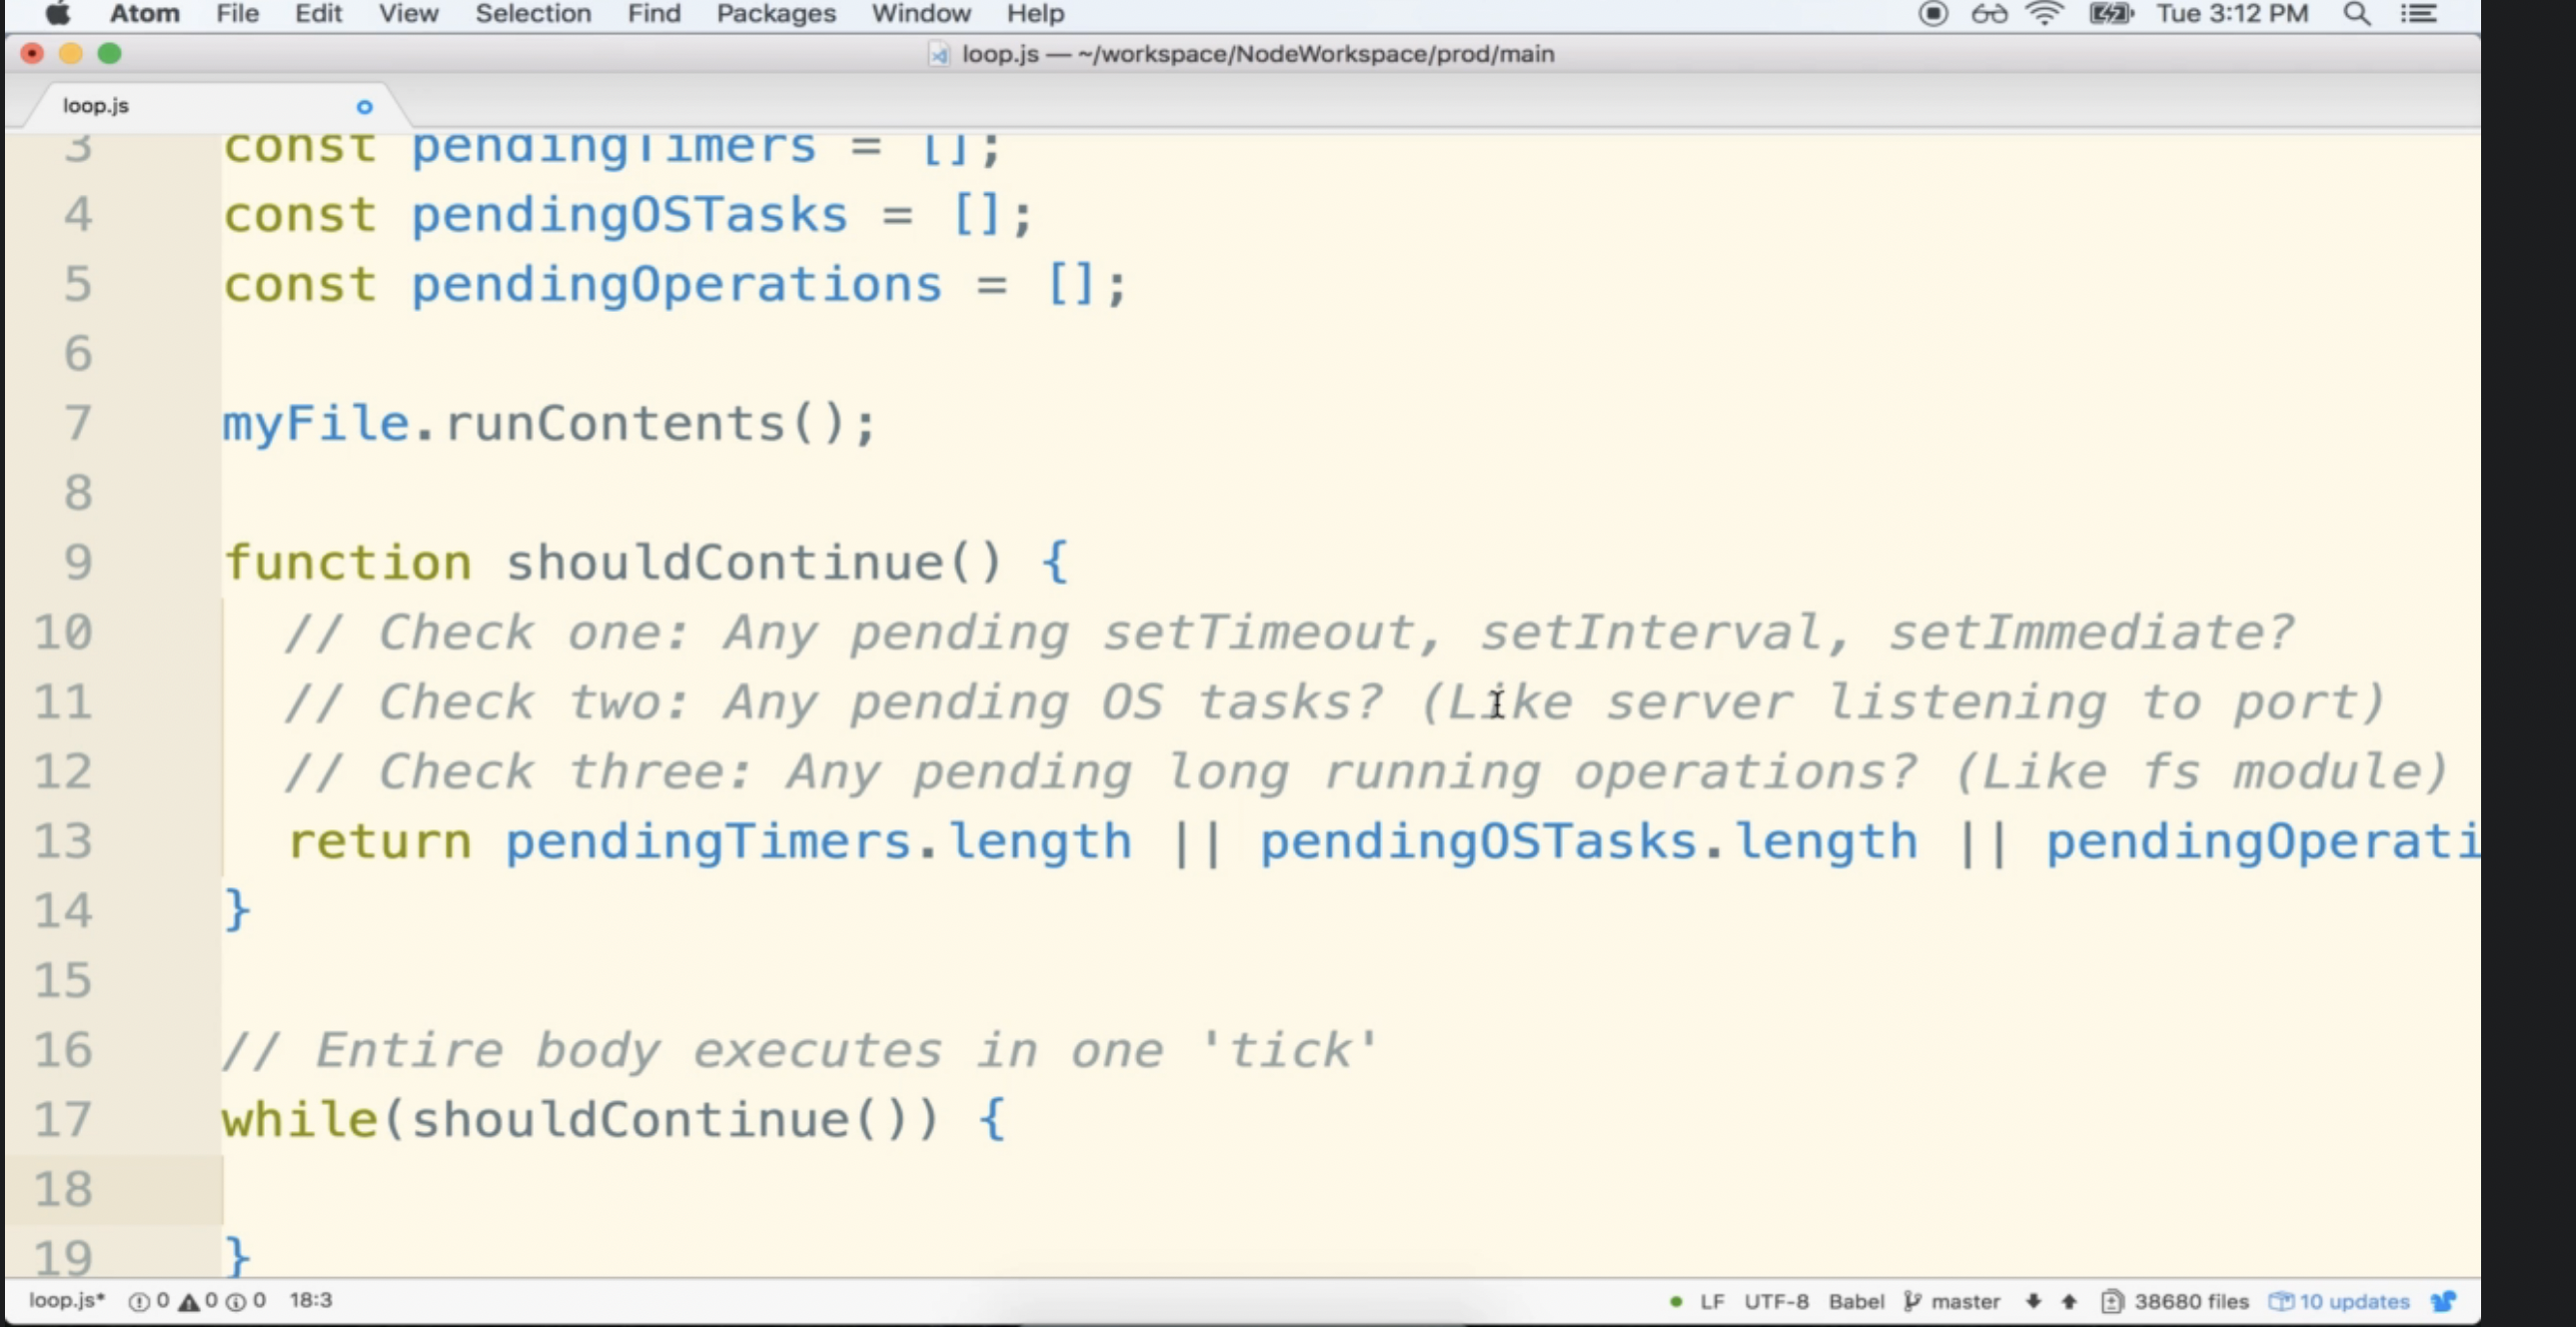 Atom File Edit View Selection Find Packages Window Help Tue 3:12 PM
loop.js — ~/workspace/NodeWorkspace/prod/main
loop.js
3 const pendingTimers = [];
4 const pendingOSTasks = [];
5 const pendingOperations = [];
6
7 myFile.runContents();
8
9 function shouldContinue() {
10 // Check one: Any pending setTimeout, setInterval, setImmediate?
11 // Check two: Any pending OS tasks? (Like server listening to port)
12 // Check three: Any pending long running operations? (Like fs module)
13 return pendingTimers.length || pendingOSTasks.length || pendingOperati
14 }
15
16 // Entire body executes in one 'tick'
17 while(shouldContinue()) {
18
19 }
loop.js* 0 0 0 18:3 LF UTF-8 Babel master 38680 files 10 updates